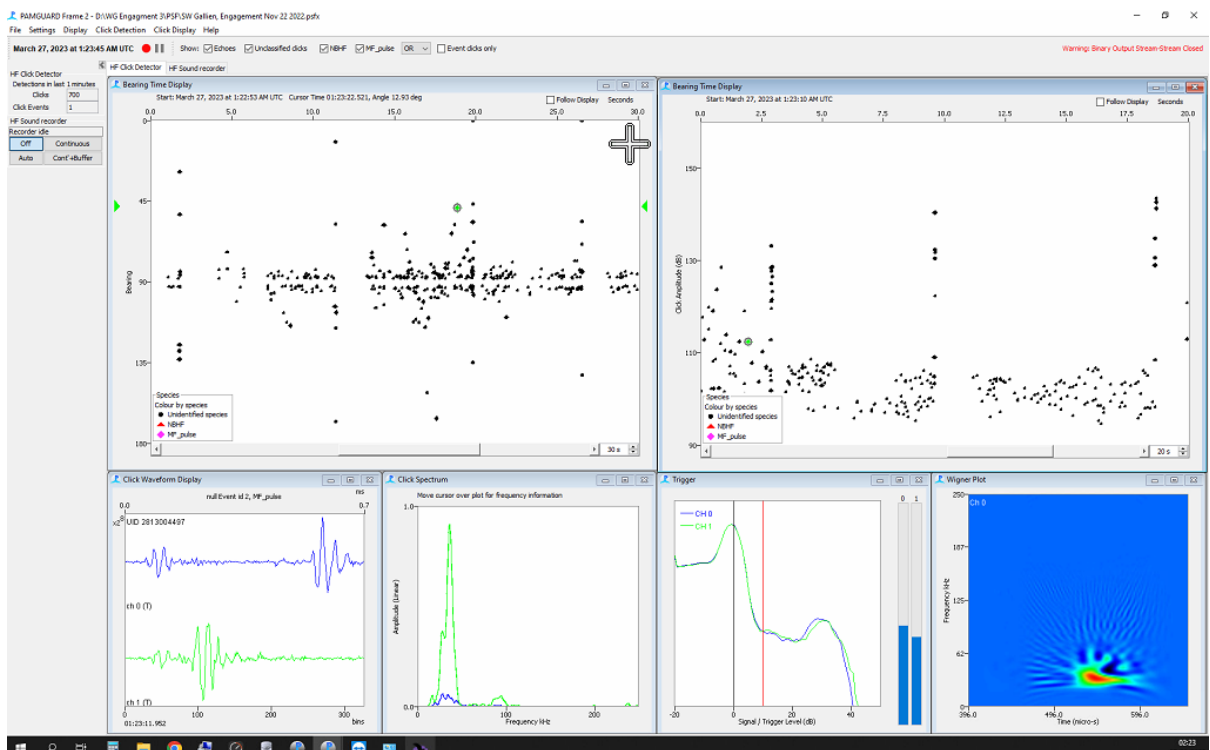 PAMGUARD Frame 2 - D:\WG Engagment 3\PSF\SW Gallien, Engagement Nov 22 2022.psfx
File Settings Display Click Detection Click Display Help
March 27, 2023 at 1:23:45 AM UTC Show: Echoes Unclassified clicks NBHF MF_pulse OR Event clicks only Warning: Binary Output Stream-Stream Closed
HF Click Detector HF Sound recorder
HF Click Detector
Detections in last 1 minutes
Clicks 700
Click Events 1
HF Sound recorder
Recorder idle
Off Continuous
Auto Cont'+Buffer
Bearing Time Display
Start: March 27, 2023 at 1:22:53 AM UTC Cursor Time 01:23:22.521, Angle 12.93 deg Follow Display Seconds
0.0 5.0 10.0 15.0 20.0 25.0 30.0
0
45
90
135
180
Bearing
Species
Colour by species
Unidentified species
NBHF
MF_pulse
30 s
Bearing Time Display
Start: March 27, 2023 at 1:23:10 AM UTC Follow Display Seconds
0.0 2.5 5.0 7.5 10.0 12.5 15.0 17.5 20.0
150
130
110
90
Click Amplitude (dB)
Species
Colour by species
Unidentified species
NBHF
MF_pulse
20 s
Click Waveform Display
null Event id 2, MF_pulse ms
0.0 0.7
UID 2813004497
ch 0 (T)
ch 1 (T)
01:23:11.952
0 100 200 300 bins
Click Spectrum
Move cursor over plot for frequency information
1.0
0.0
Amplitude (Linear)
0 100 200
Frequency kHz
Trigger
CH 0
CH 1
0 1
-20 0 20 40
Signal / Trigger Level (dB)
Wigner Plot
Ch 0
250
187
125
62
0
Frequency kHz
396.0 496.0 596.0
Time (micro-s)
02:23